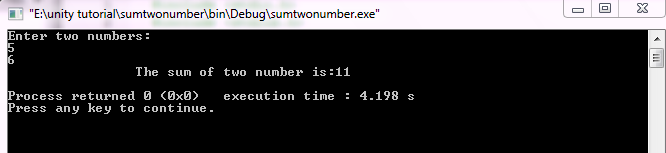 "E:\unity tutorial\sumtwonumber\bin\Debug\sumtwonumber.exe"
Enter two numbers:
5
6
The sum of two number is:11
Process returned 0 (0x0)   execution time : 4.198 s
Press any key to continue.